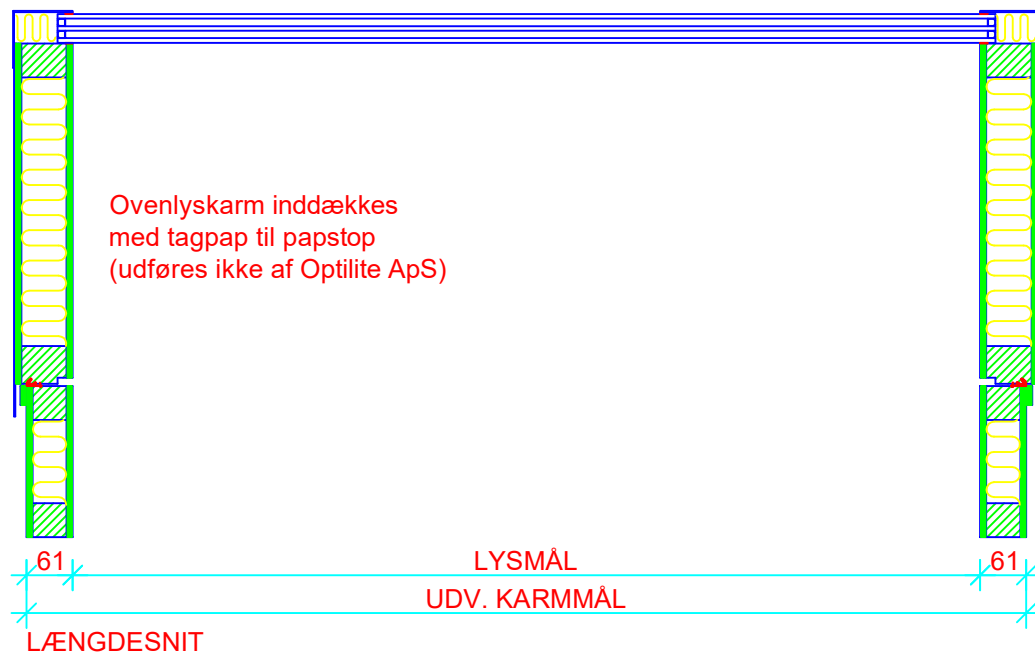 Ovenlyskarm inddækkes
med tagpap til papstop
(udføres ikke af Optilite ApS)
61 LYSMÅL 61
UDV. KARMMÅL
LÆNGDESNIT